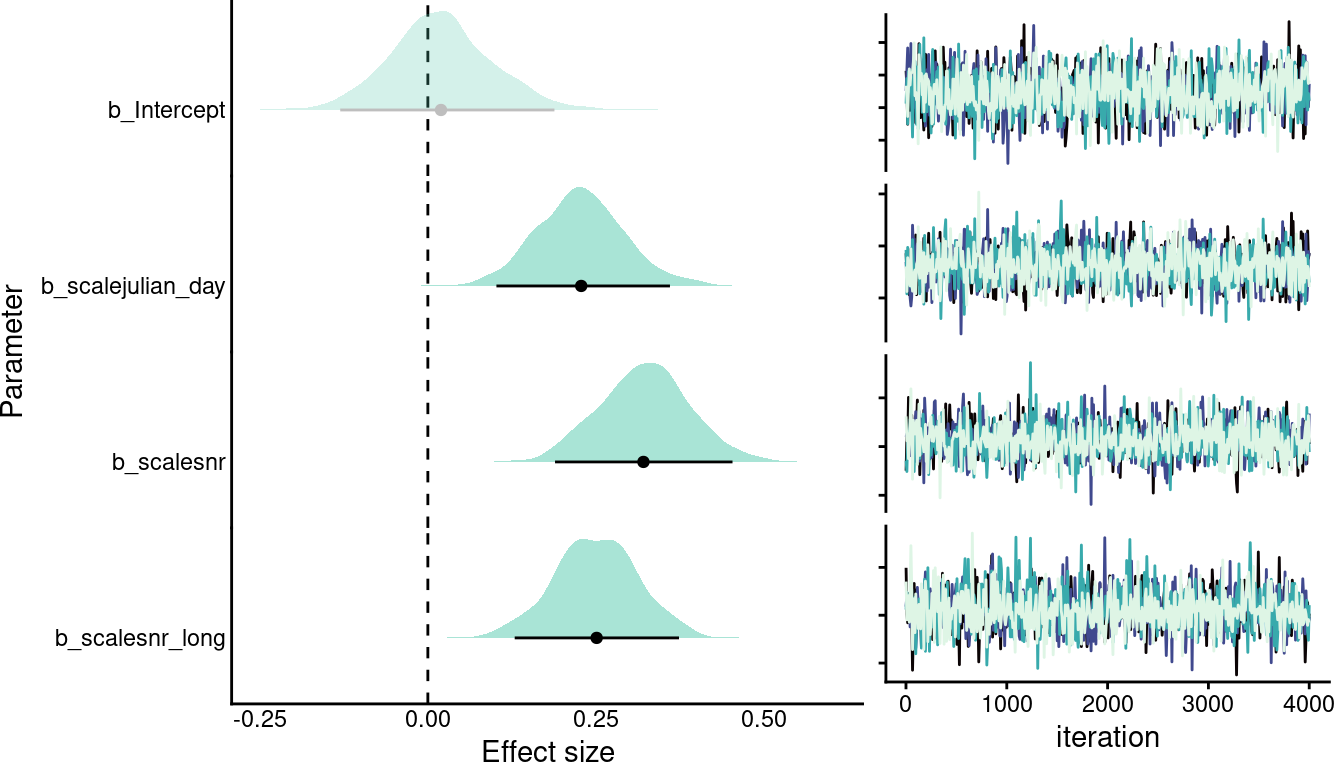 Parameter
b_Intercept
b_scalejulian_day
b_scalesnr
b_scalesnr_long
-0.25 0.00 0.25 0.50
Effect size
0 1000 2000 3000 4000
iteration